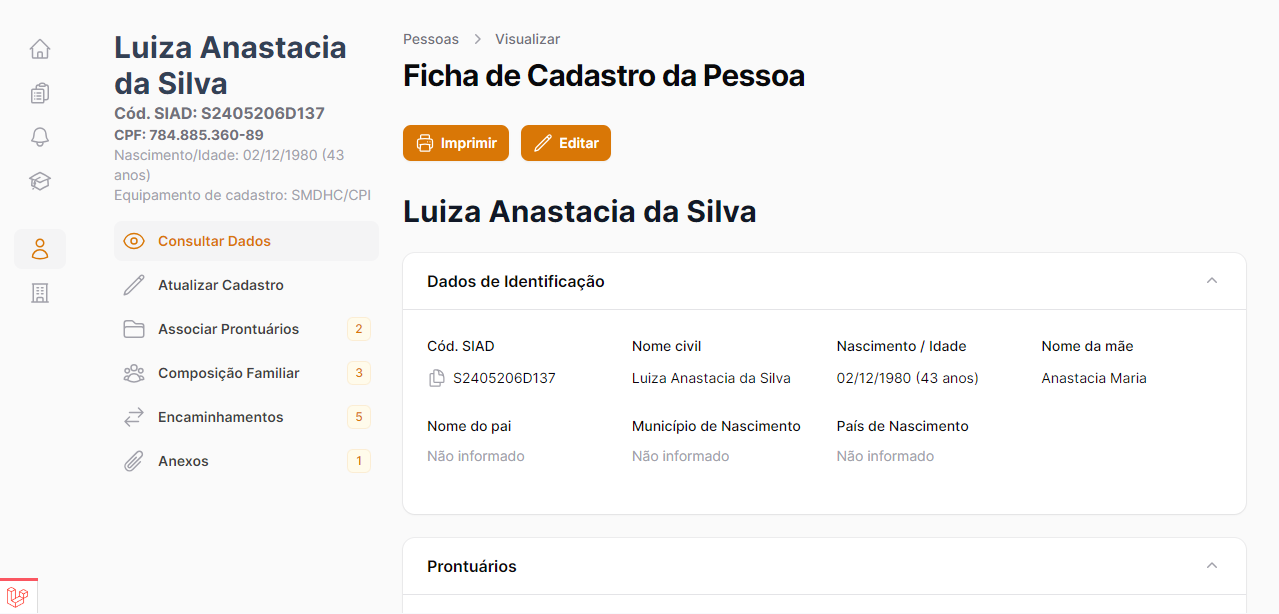 Luiza Anastacia
da Silva
Cód. SIAD: S2405206D137
CPF: 784.885.360-89
Nascimento/Idade: 02/12/1980 (43
anos)
Equipamento de cadastro: SMDHC/CPI
Consultar Dados
Atualizar Cadastro
Associar Prontuários 2
Composição Familiar 3
Encaminhamentos 5
Anexos 1
Pessoas > Visualizar
Ficha de Cadastro da Pessoa
Imprimir Editar
Luiza Anastacia da Silva
Dados de Identificação
Cód. SIAD Nome civil Nascimento / Idade Nome da mãe
S2405206D137 Luiza Anastacia da Silva 02/12/1980 (43 anos) Anastacia Maria
Nome do pai Município de Nascimento País de Nascimento
Não informado Não informado Não informado
Prontuários